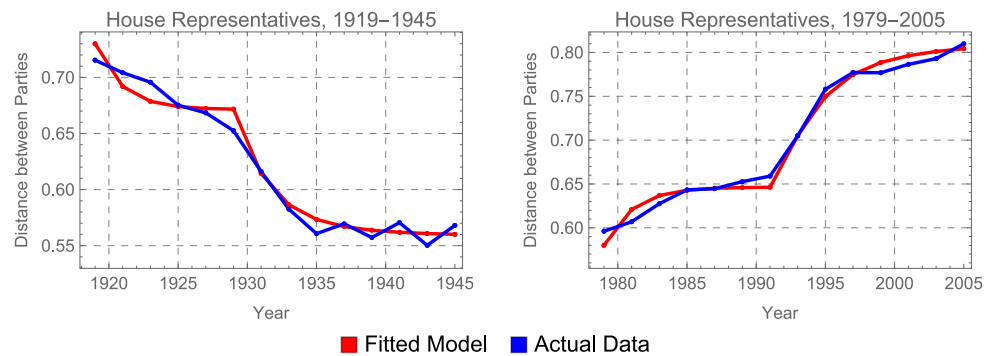 House Representatives, 1919–1945
Distance between Parties
0.70
0.65
0.60
0.55
1920 1925 1930 1935 1940 1945
Year
House Representatives, 1979–2005
Distance between Parties
0.80
0.75
0.70
0.65
0.60
1980 1985 1990 1995 2000 2005
Year
Fitted Model Actual Data